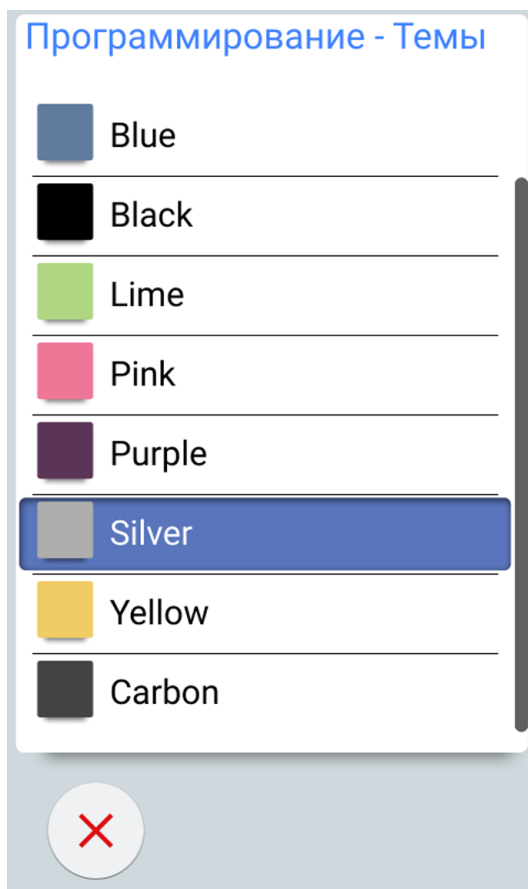 Программирование - Темы
Blue
Black
Lime
Pink
Purple
Silver
Yellow
Carbon